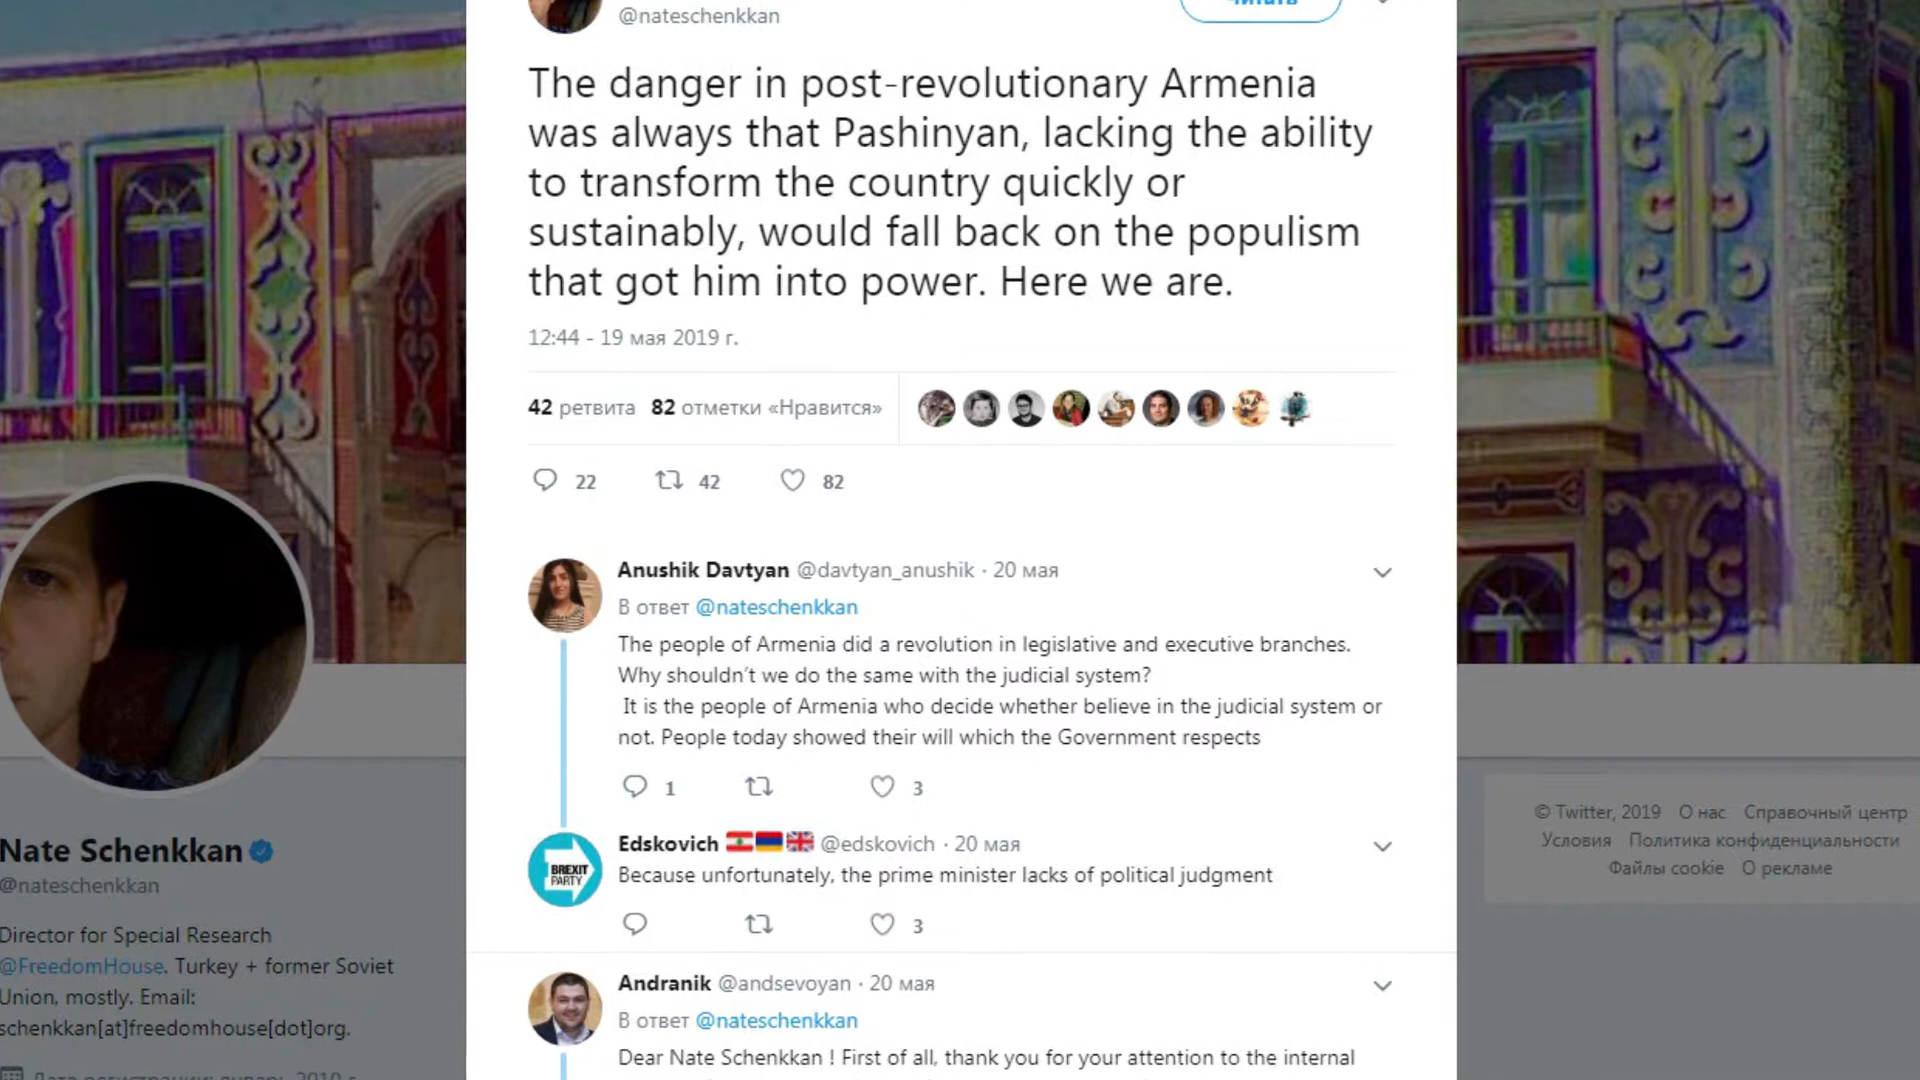 @nateschenkkan
Читать
The danger in post-revolutionary Armenia
was always that Pashinyan, lacking the ability
to transform the country quickly or
sustainably, would fall back on the populism
that got him into power. Here we are.
12:44 - 19 мая 2019 г.
42 ретвита 82 отметки «Нравится»
22 42 82
Anushik Davtyan @davtyan_anushik · 20 мая
В ответ @nateschenkkan
The people of Armenia did a revolution in legislative and executive branches.
Why shouldn't we do the same with the judicial system?
It is the people of Armenia who decide whether believe in the judicial system or
not. People today showed their will which the Government respects
1 3
Edskovich @edskovich · 20 мая
BREXIT
PARTY
Because unfortunately, the prime minister lacks of political judgment
3
Andranik @andsevoyan · 20 мая
В ответ @nateschenkkan
Dear Nate Schenkkan ! First of all, thank you for your attention to the internal
Nate Schenkkan
@nateschenkkan
Director for Special Research
@FreedomHouse. Turkey + former Soviet
Union, mostly. Email:
schenkkan[at]freedomhouse[dot]org.
Дата регистрации: январь 2010 г.
© Twitter, 2019 О нас Справочный центр
Условия Политика конфиденциальности
Файлы cookie О рекламе